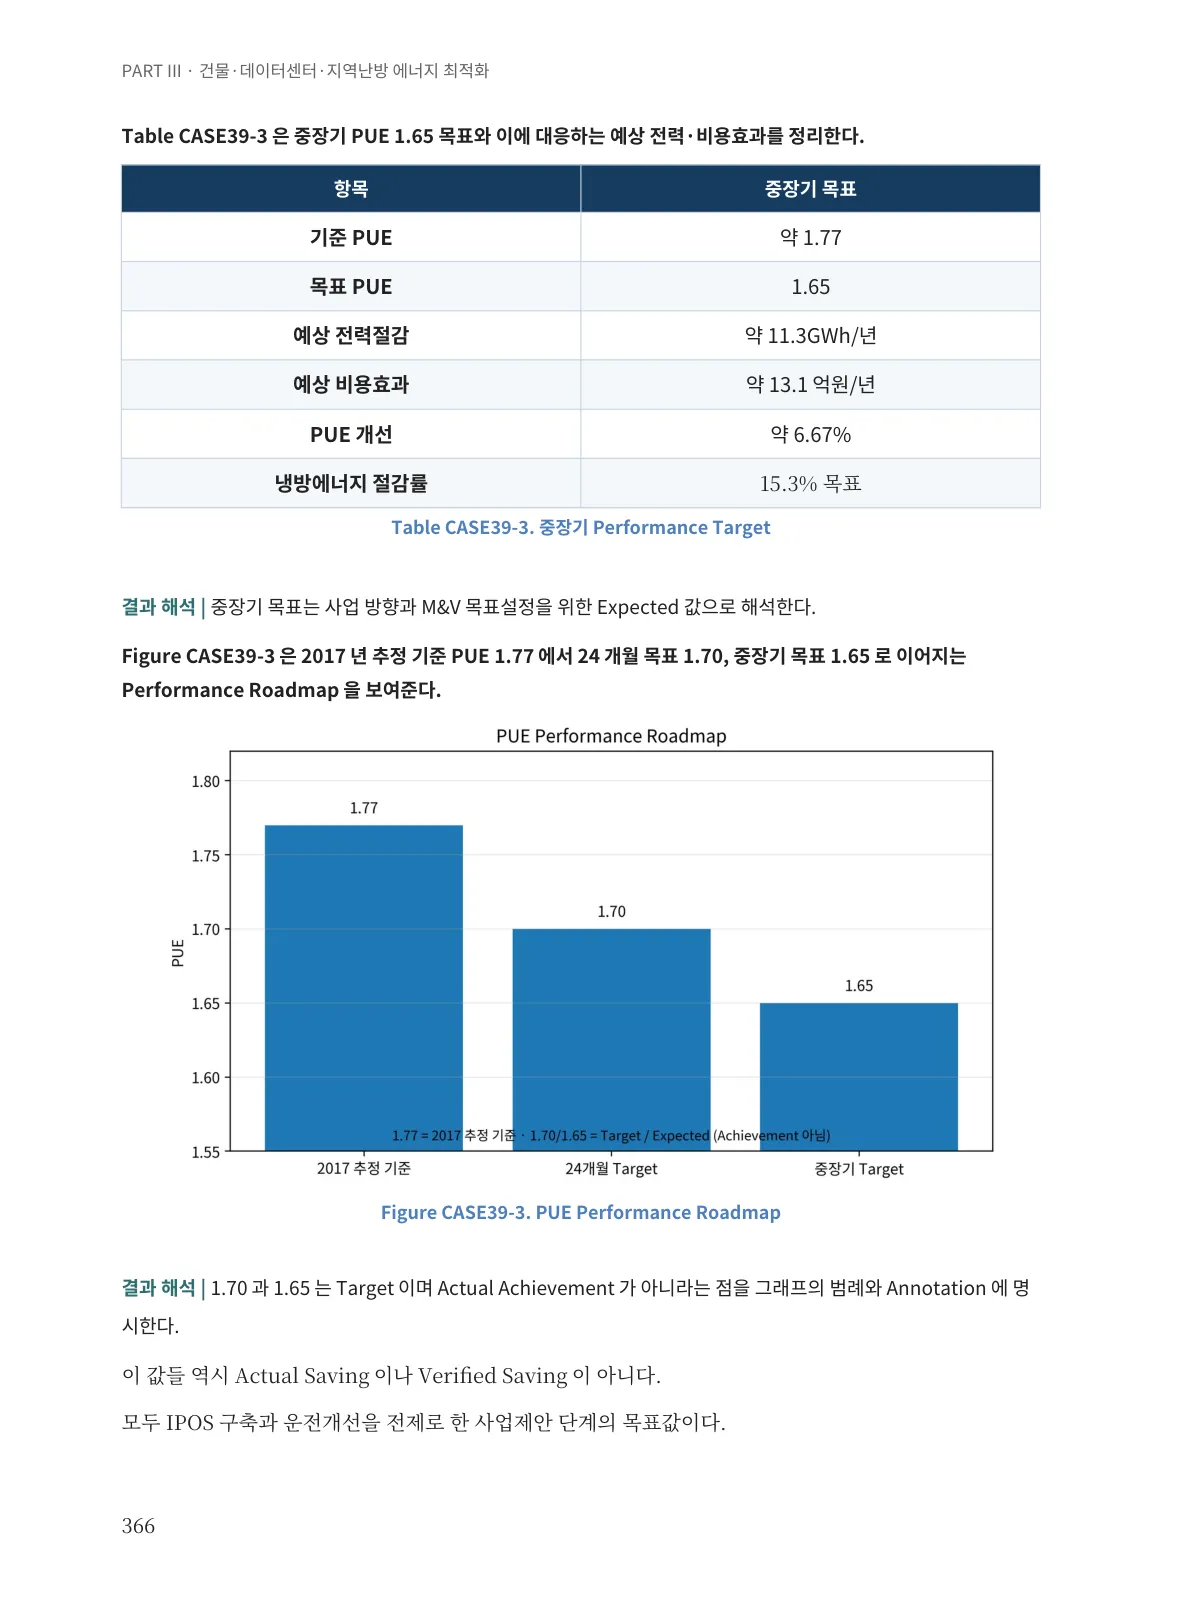 PART III · 건물·데이터센터·지역난방 에너지 최적화
Table CASE39-3 은 중장기 PUE 1.65 목표와 이에 대응하는 예상 전력·비용효과를 정리한다.
항목 중장기 목표
기준 PUE 약 1.77
목표 PUE 1.65
예상 전력절감 약 11.3GWh/년
예상 비용효과 약 13.1 억원/년
PUE 개선 약 6.67%
냉방에너지 절감률 15.3% 목표
Table CASE39-3. 중장기 Performance Target
결과 해석 | 중장기 목표는 사업 방향과 M&V 목표설정을 위한 Expected 값으로 해석한다.
Figure CASE39-3 은 2017 년 추정 기준 PUE 1.77 에서 24 개월 목표 1.70, 중장기 목표 1.65 로 이어지는
Performance Roadmap 을 보여준다.
PUE Performance Roadmap
1.80
1.77
1.75
1.70
1.70
PUE
1.65
1.65
1.60
1.77 = 2017 추정 기준 · 1.70/1.65 = Target / Expected (Achievement 아님)
1.55
2017 추정 기준 24개월 Target 중장기 Target
Figure CASE39-3. PUE Performance Roadmap
결과 해석 | 1.70 과 1.65 는 Target 이며 Actual Achievement 가 아니라는 점을 그래프의 범례와 Annotation 에 명
시한다.
이 값들 역시 Actual Saving 이나 Verified Saving 이 아니다.
모두 IPOS 구축과 운전개선을 전제로 한 사업제안 단계의 목표값이다.
366